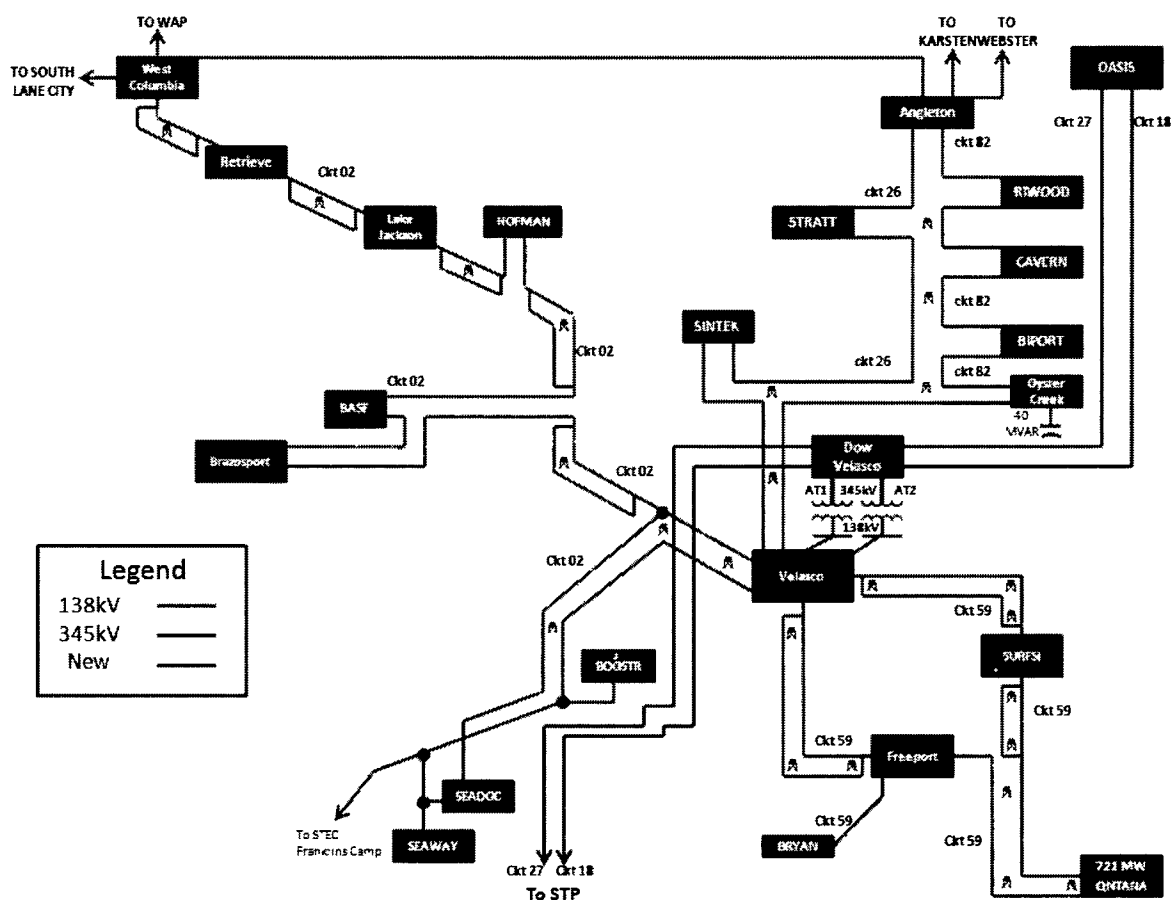 TO WAP
TO SOUTH
LANE CITY
West
Columbia
TO
KARSTEN
TO
WEBSTER
OASIS
Angleton
Ckt 27
Ckt 18
ckt 82
Retrieve
Ckt 02
ckt 26
RTWOOD
STRATT
Lake
Jackson
HOFMAN
CAVERN
ckt 82
SINTEK
BIPORT
Ckt 02
ckt 26
ckt 82
Oyster
Creek
40
MVAR
Ckt 02
BASF
Brazosport
Dow
Velasco
Ckt 02
AT1
345kV
AT2
138kV
Legend
138kV
345kV
New
Ckt 02
Velasco
Ckt 59
SURFSI
BOOSTR
Ckt 59
Ckt 59
Freeport
SEADOC
To STEC
Franklins Camp
SEAWAY
Ckt 59
BRYAN
Ckt 59
Ckt 27
Ckt 18
To STP
721 MW
QNTANA